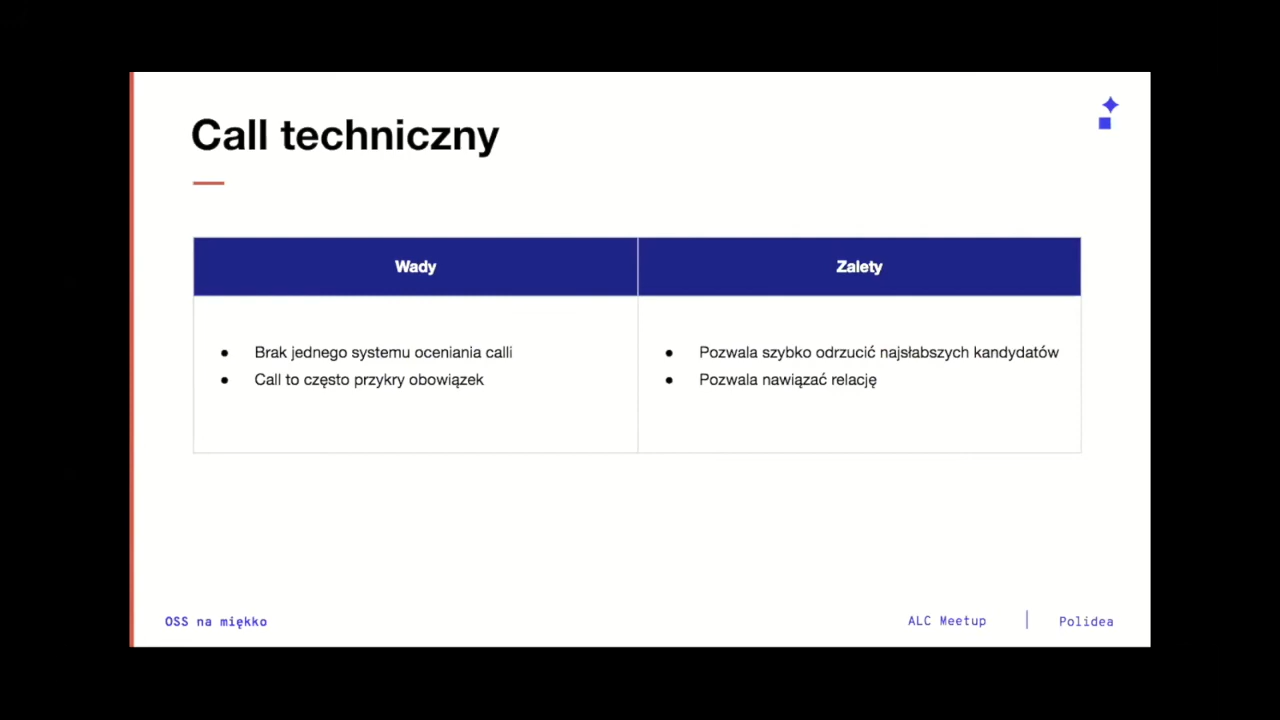 Call techniczny
Wady
Zalety
● Brak jednego systemu oceniania calli
● Call to często przykry obowiązek
● Pozwala szybko odrzucić najsłabszych kandydatów
● Pozwala nawiązać relację
OSS na miękko
ALC Meetup | Polidea